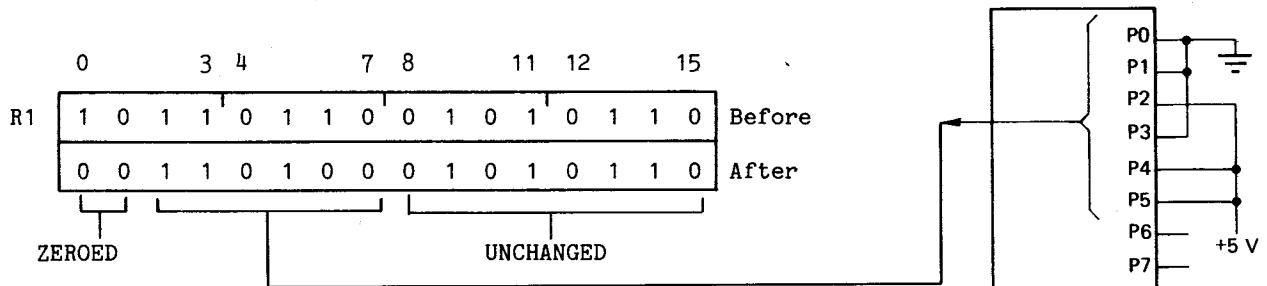 0 3 4 7 8 11 12 15
R1 1 0 1 1 0 1 1 0 0 1 0 1 0 1 1 0 Before
0 0 1 1 0 1 0 0 0 1 0 1 0 1 1 0 After
ZEROED UNCHANGED
P0
P1
P2
P3
P4
P5
P6
+5 V
P7